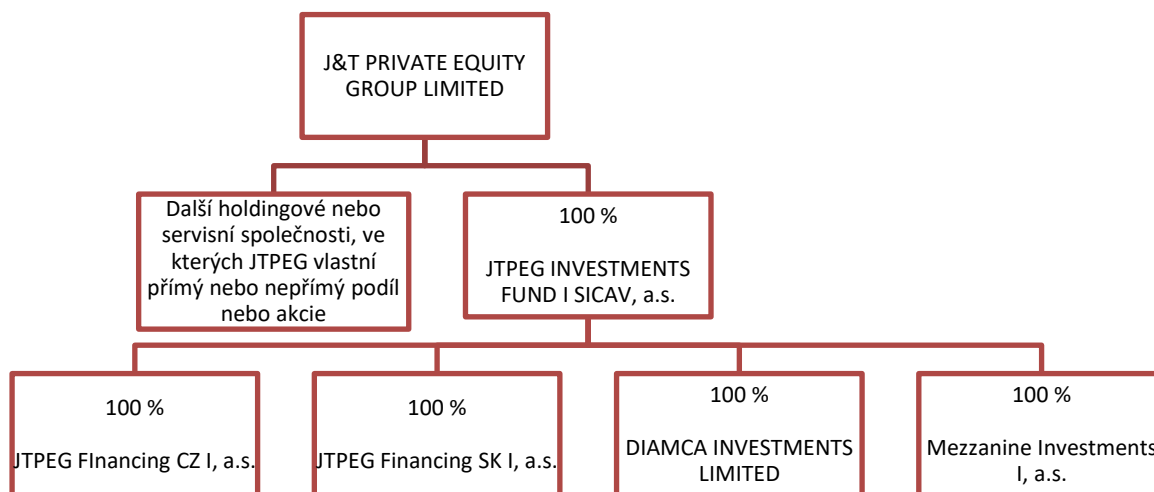 J&T PRIVATE EQUITY
GROUP LIMITED
Další holdingové nebo
servisní společnosti, ve
kterých JTPEG vlastní
přímý nebo nepřímý podíl
nebo akcie
100 %
JTPEG INVESTMENTS
FUND I SICAV, a.s.
100 %
JTPEG FInancing CZ I, a.s.
100 %
JTPEG Financing SK I, a.s.
100 %
DIAMCA INVESTMENTS
LIMITED
100 %
Mezzanine Investments
I, a.s.